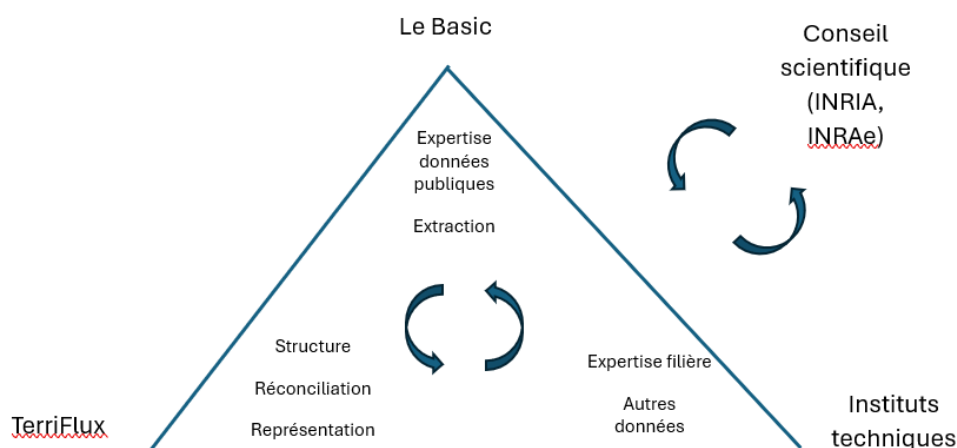 Le Basic
Conseil
scientifique
(INRIA,
INRAe)
Expertise
données
publiques
Extraction
Structure
Réconciliation
Représentation
Expertise filière
Autres
données
TerriFlux
Instituts
techniques